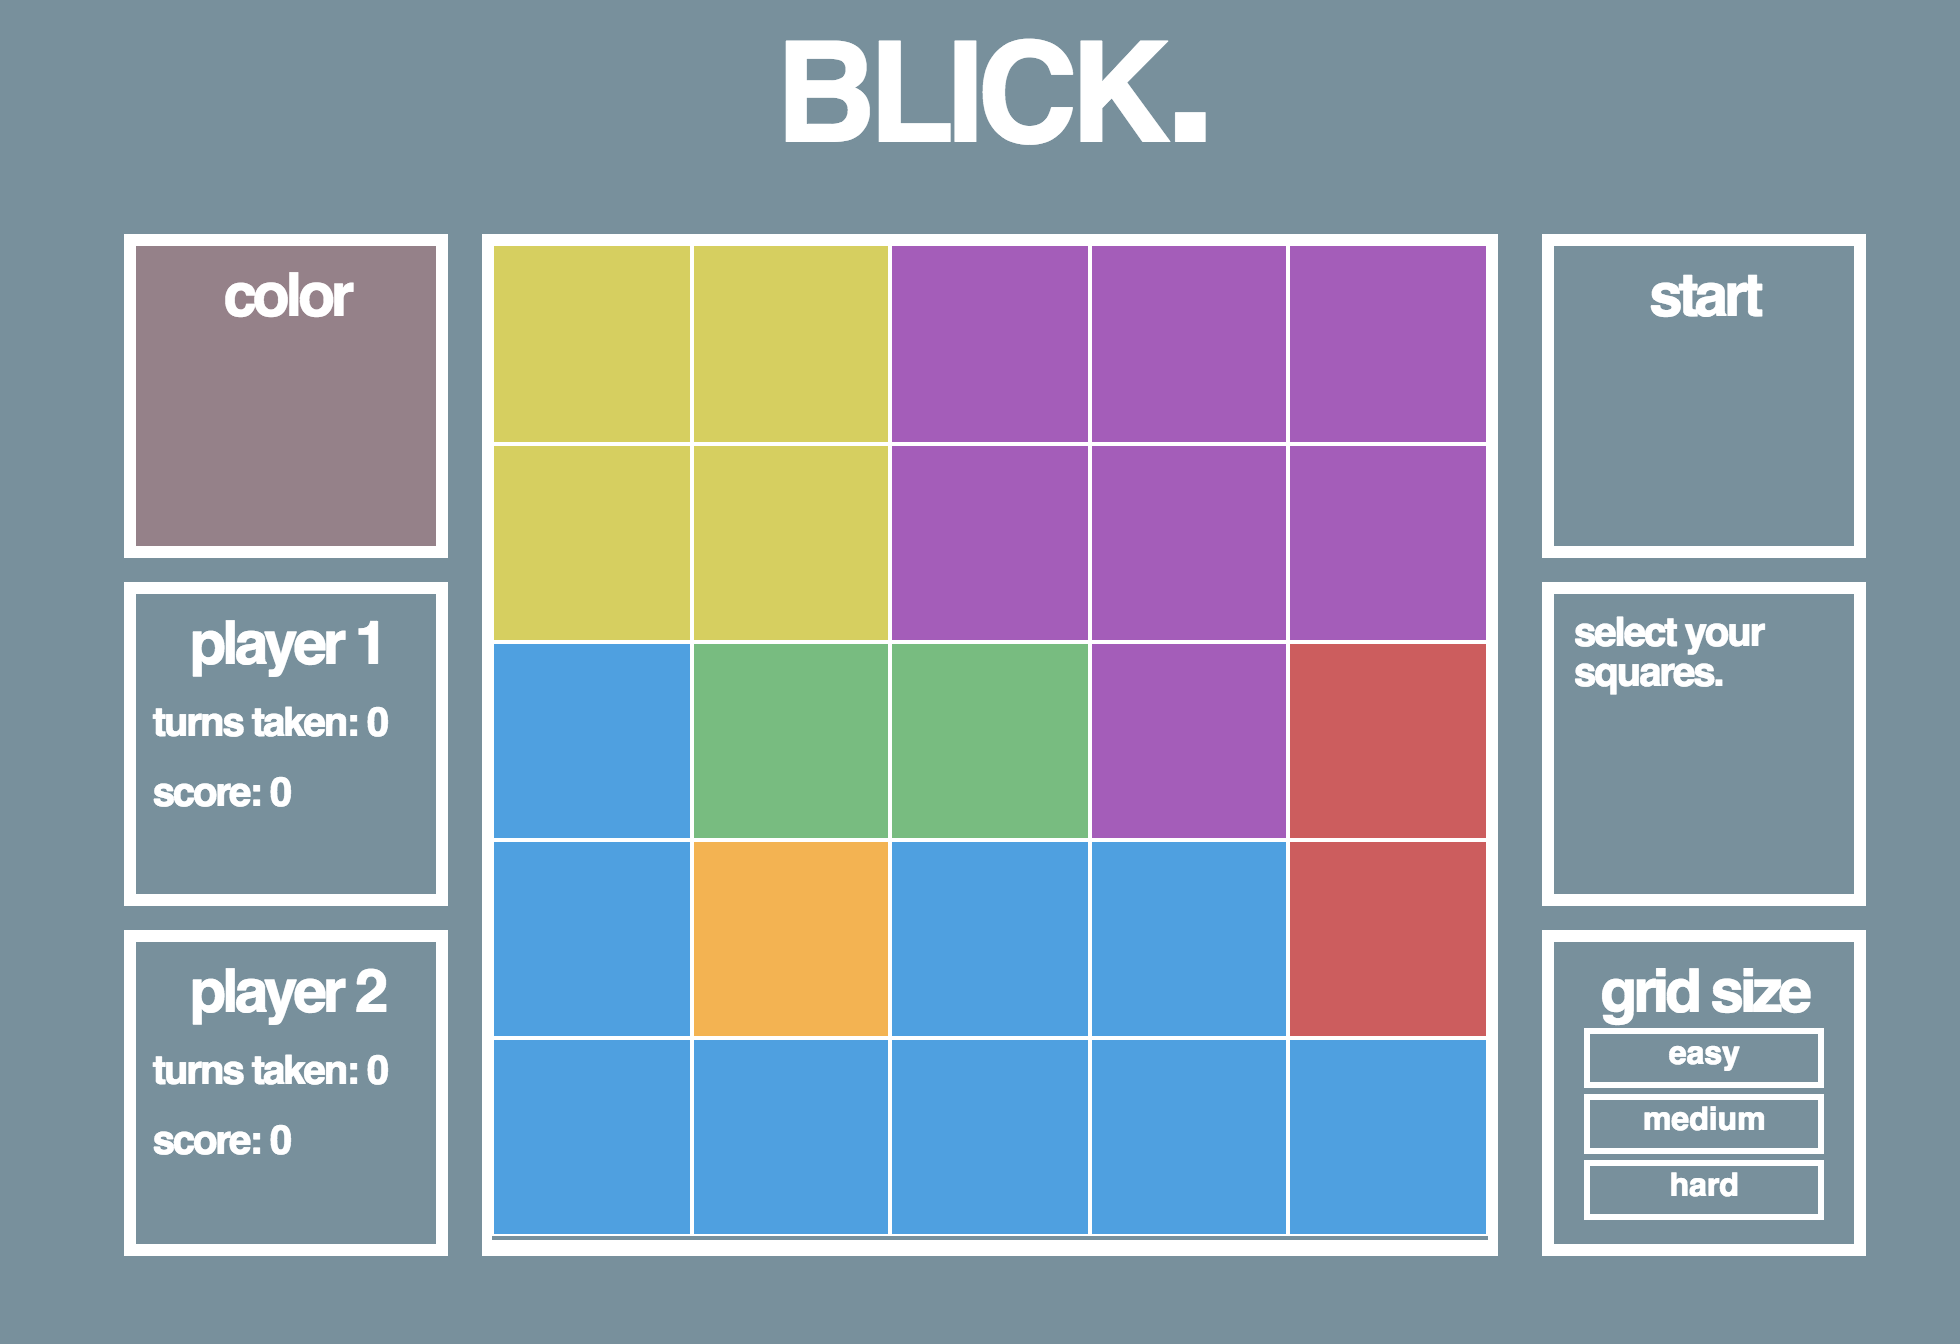 BLICK.
color
player 1
turns taken: 0
score: 0
player 2
turns taken: 0
score: 0
start
select your
squares.
grid size
easy
medium
hard